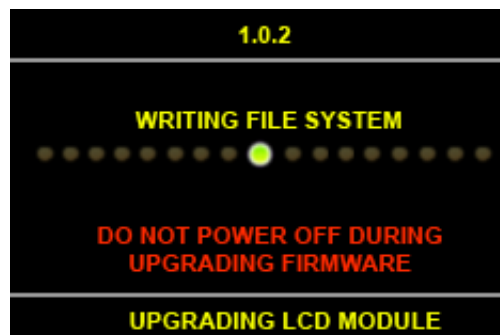 1.0.2
WRITING FILE SYSTEM
DO NOT POWER OFF DURING
UPGRADING FIRMWARE
UPGRADING LCD MODULE